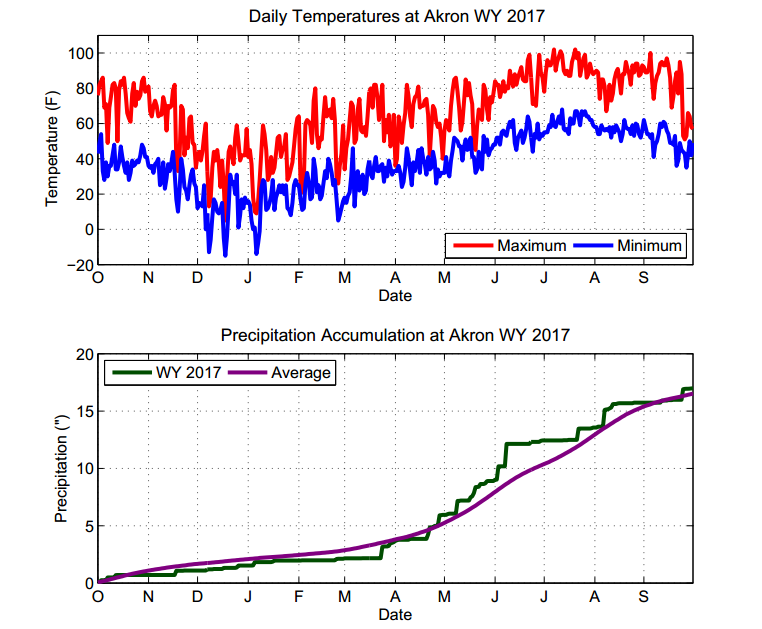 Daily Temperatures at Akron WY 2017
Temperature (F)
100
80
60
40
20
0
−20
Maximum Minimum
O N D J F M A M J J A S
Date
Precipitation Accumulation at Akron WY 2017
Precipitation (")
20
15
10
5
0
WY 2017 Average
O N D J F M A M J J A S
Date